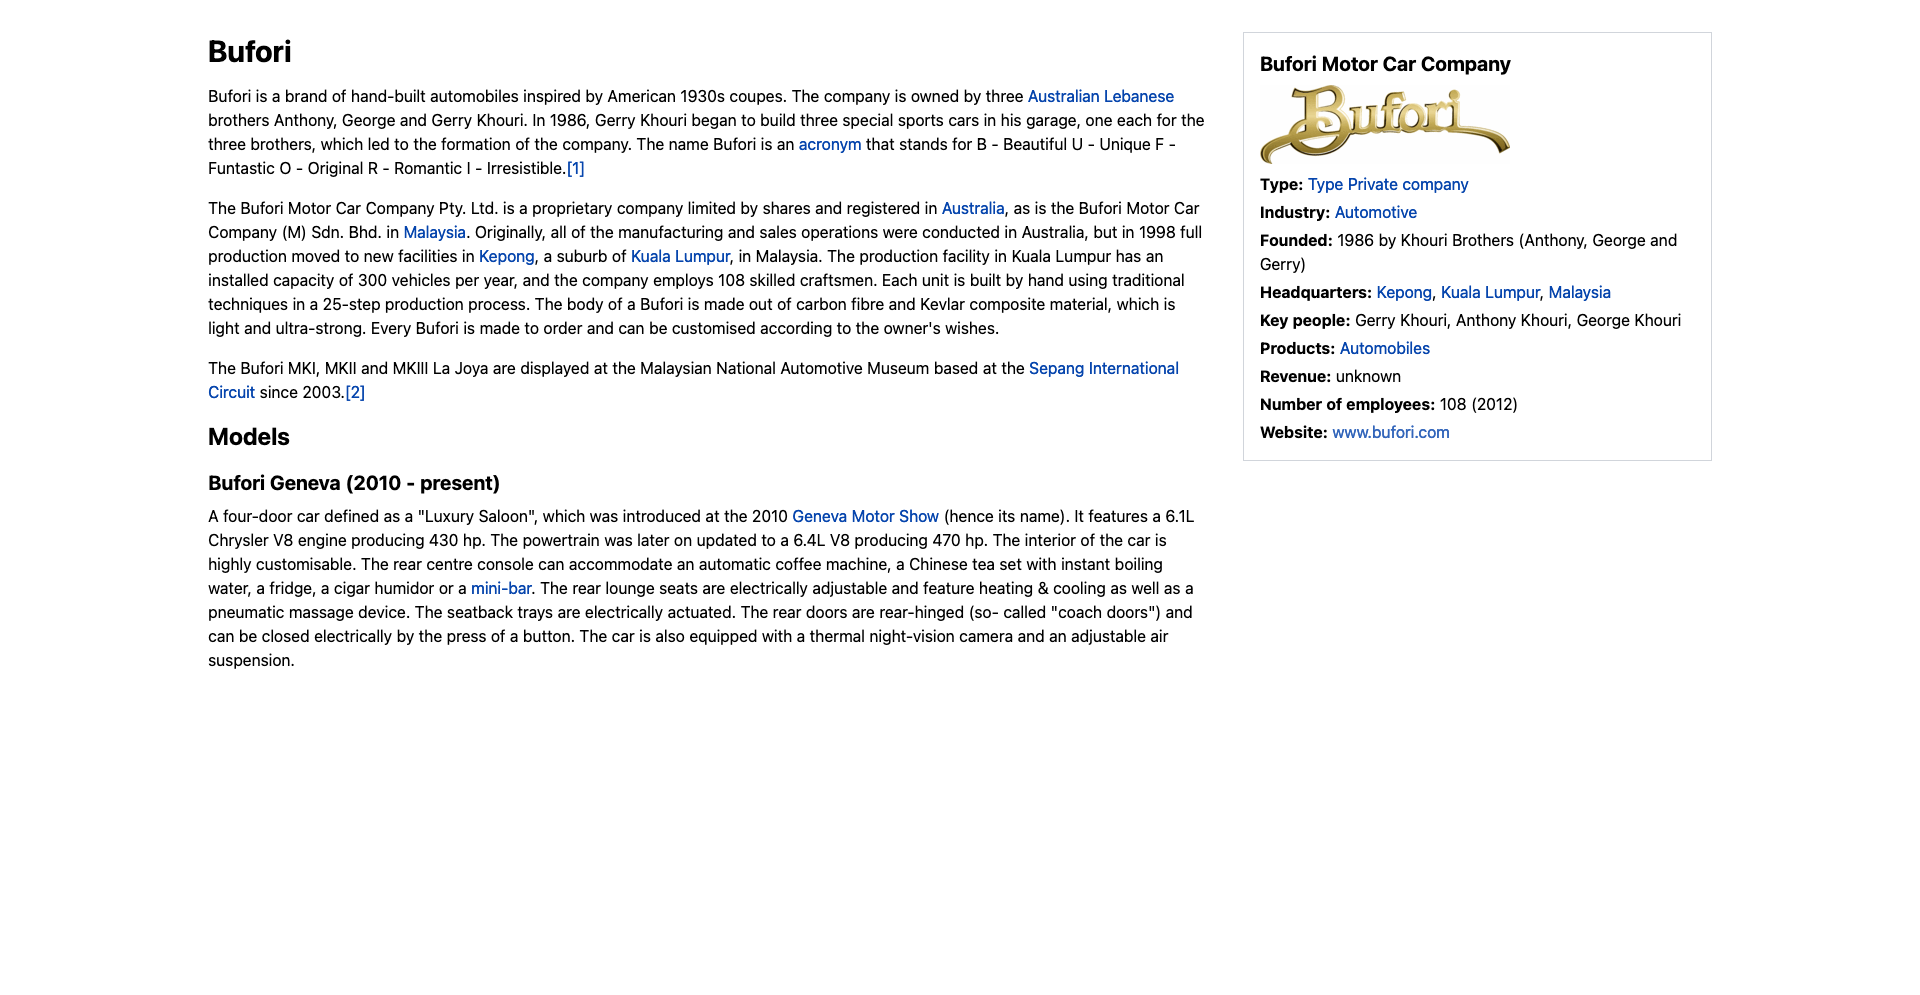 Bufori
Bufori is a brand of hand-built automobiles inspired by American 1930s coupes. The company is owned by three Australian Lebanese
brothers Anthony, George and Gerry Khouri. In 1986, Gerry Khouri began to build three special sports cars in his garage, one each for the
three brothers, which led to the formation of the company. The name Bufori is an acronym that stands for B - Beautiful U - Unique F -
Funtastic O - Original R - Romantic I - Irresistible.[1]
The Bufori Motor Car Company Pty. Ltd. is a proprietary company limited by shares and registered in Australia, as is the Bufori Motor Car
Company (M) Sdn. Bhd. in Malaysia. Originally, all of the manufacturing and sales operations were conducted in Australia, but in 1998 full
production moved to new facilities in Kepong, a suburb of Kuala Lumpur, in Malaysia. The production facility in Kuala Lumpur has an
installed capacity of 300 vehicles per year, and the company employs 108 skilled craftsmen. Each unit is built by hand using traditional
techniques in a 25-step production process. The body of a Bufori is made out of carbon fibre and Kevlar composite material, which is
light and ultra-strong. Every Bufori is made to order and can be customised according to the owner's wishes.
The Bufori MKI, MKII and MKIII La Joya are displayed at the Malaysian National Automotive Museum based at the Sepang International
Circuit since 2003.[2]
Models
Bufori Geneva (2010 - present)
A four-door car defined as a "Luxury Saloon", which was introduced at the 2010 Geneva Motor Show (hence its name). It features a 6.1L
Chrysler V8 engine producing 430 hp. The powertrain was later on updated to a 6.4L V8 producing 470 hp. The interior of the car is
highly customisable. The rear centre console can accommodate an automatic coffee machine, a Chinese tea set with instant boiling
water, a fridge, a cigar humidor or a mini-bar. The rear lounge seats are electrically adjustable and feature heating & cooling as well as a
pneumatic massage device. The seatback trays are electrically actuated. The rear doors are rear-hinged (so- called "coach doors") and
can be closed electrically by the press of a button. The car is also equipped with a thermal night-vision camera and an adjustable air
suspension.
Bufori Motor Car Company
Bufori
Type: Type Private company
Industry: Automotive
Founded: 1986 by Khouri Brothers (Anthony, George and
Gerry)
Headquarters: Kepong, Kuala Lumpur, Malaysia
Key people: Gerry Khouri, Anthony Khouri, George Khouri
Products: Automobiles
Revenue: unknown
Number of employees: 108 (2012)
Website: www.bufori.com